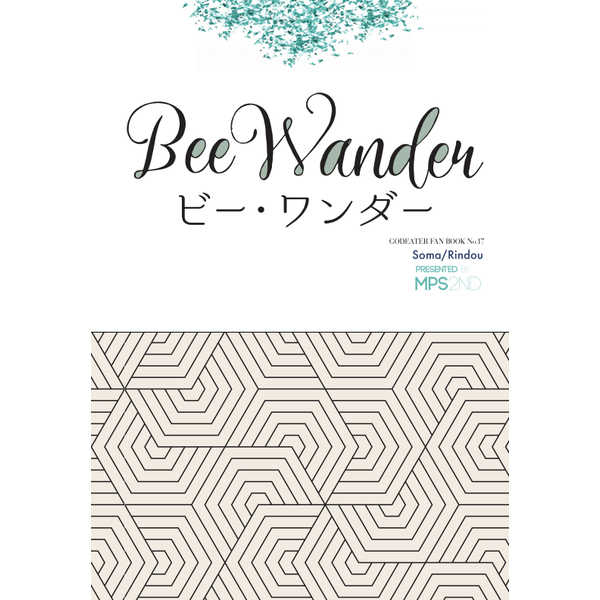 Bee Wander
ビー・ワンダー
GODEATER FAN BOOK No.17
Soma/Rindou
PRESENTED BY
MPS2ND